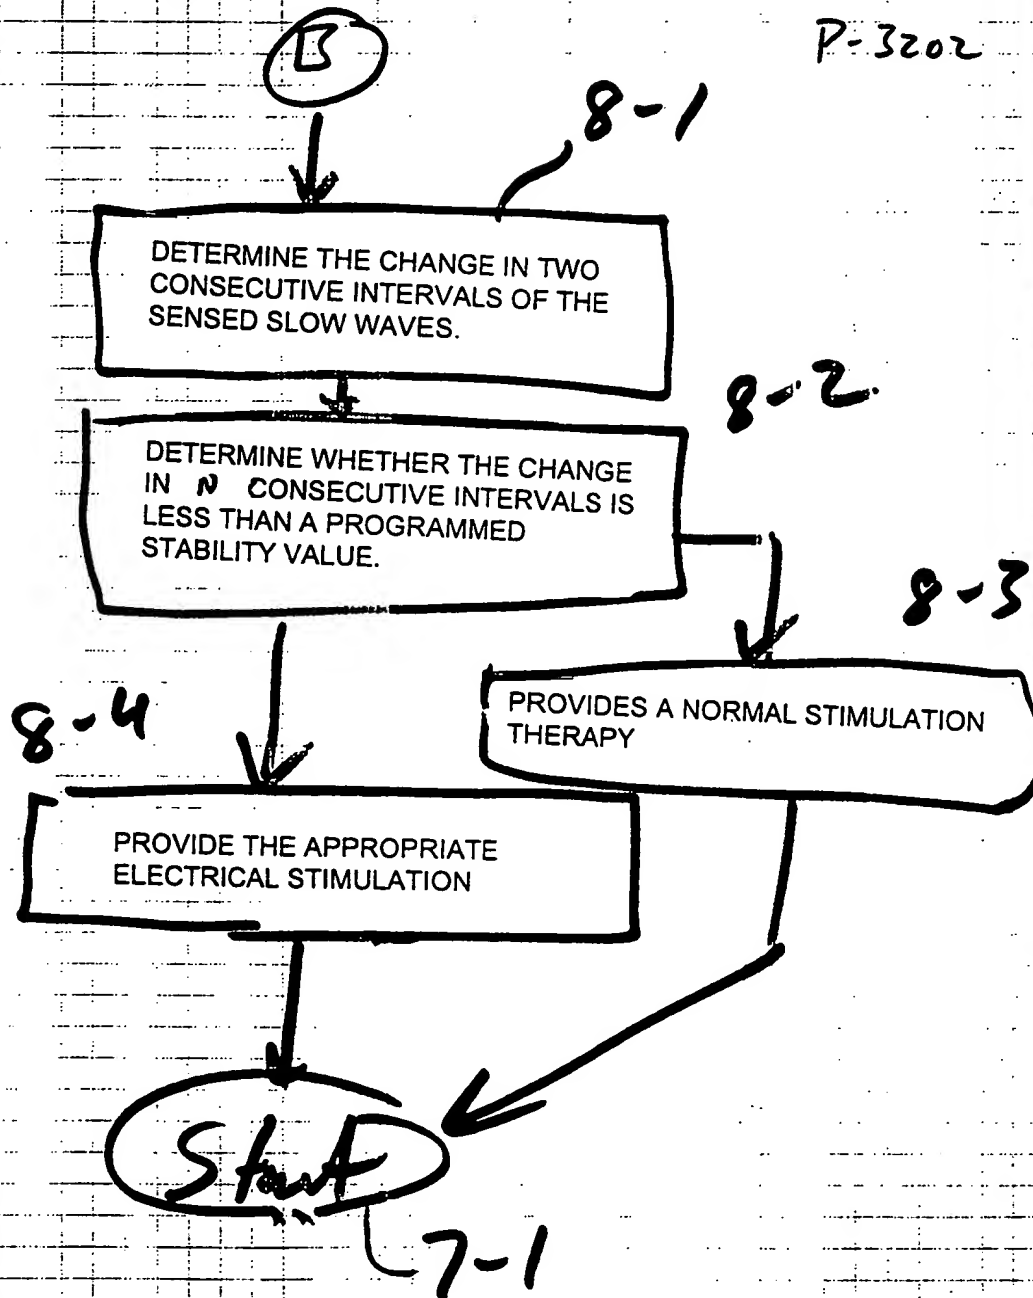 P-3202
B
8-1
DETERMINE THE CHANGE IN TWO
CONSECUTIVE INTERVALS OF THE
SENSED SLOW WAVES.
8-2.
DETERMINE WHETHER THE CHANGE
IN N CONSECUTIVE INTERVALS IS
LESS THAN A PROGRAMMED
STABILITY VALUE.
8-3
PROVIDES A NORMAL STIMULATION
THERAPY
8-4
PROVIDE THE APPROPRIATE
ELECTRICAL STIMULATION
Start
7-1